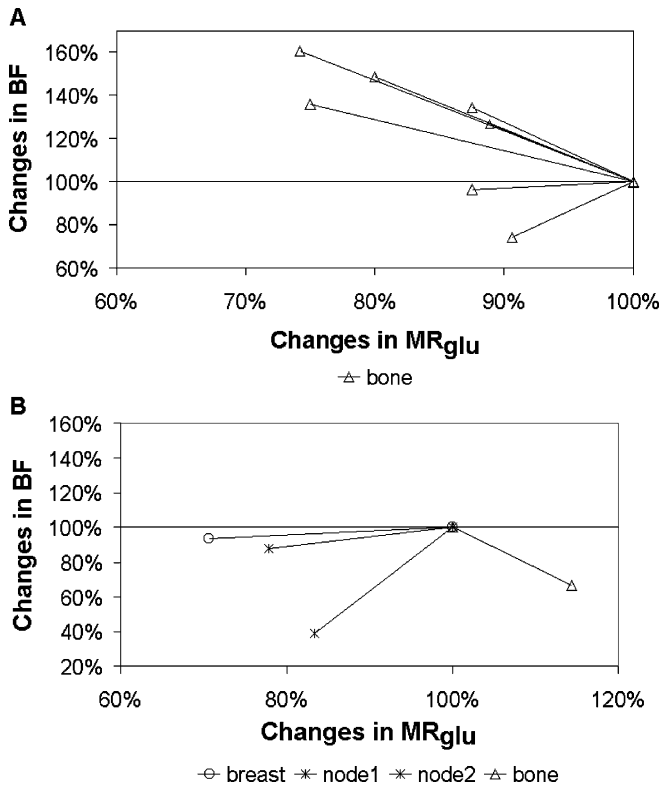 A
Changes in BF
160%
140%
120%
100%
80%
60%
60% 70% 80% 90% 100%
Changes in MRglu
bone
B
Changes in BF
160%
140%
120%
100%
80%
60%
40%
20%
60% 80% 100% 120%
Changes in MRglu
breast node1 node2 bone